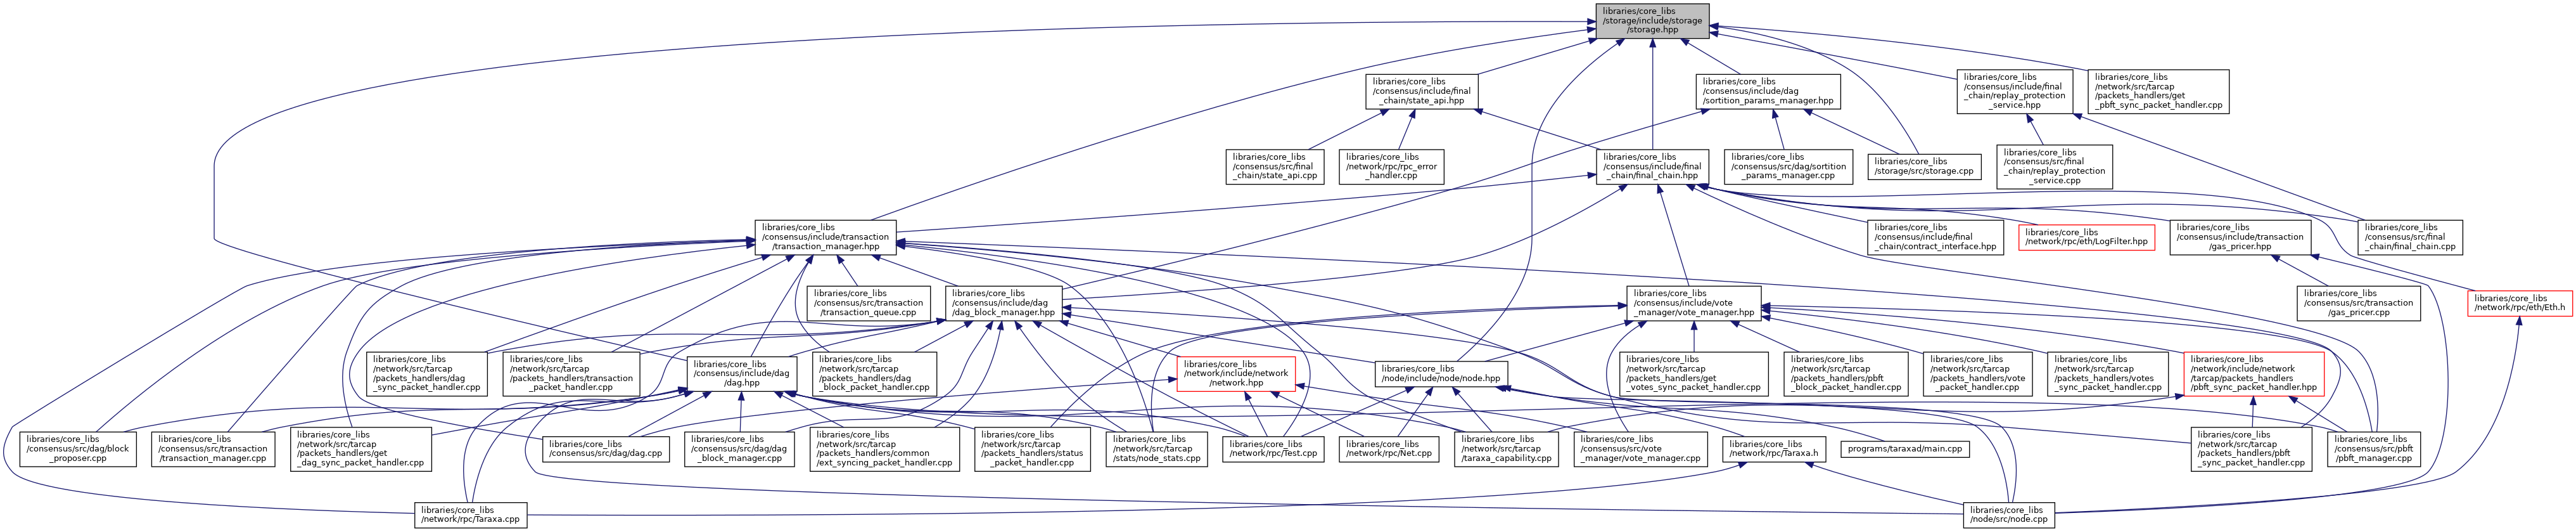 libraries/core_libs
/storage/include/storage
/storage.hpp
libraries/core_libs
/consensus/include/final
_chain/state_api.hpp
libraries/core_libs
/consensus/include/dag
/sortition_params_manager.hpp
libraries/core_libs
/consensus/include/final
_chain/replay_protection
_service.hpp
libraries/core_libs
/network/src/tarcap
/packets_handlers/get
_pbft_sync_packet_handler.cpp
libraries/core_libs
/consensus/src/final
_chain/state_api.cpp
libraries/core_libs
/network/rpc/rpc_error
_handler.cpp
libraries/core_libs
/consensus/include/final
_chain/final_chain.hpp
libraries/core_libs
/consensus/src/dag/sortition
_params_manager.cpp
libraries/core_libs
/storage/src/storage.cpp
libraries/core_libs
/consensus/src/final
_chain/replay_protection
_service.cpp
libraries/core_libs
/consensus/include/transaction
/transaction_manager.hpp
libraries/core_libs
/consensus/include/final
_chain/contract_interface.hpp
libraries/core_libs
/network/rpc/eth/LogFilter.hpp
libraries/core_libs
/consensus/include/transaction
/gas_pricer.hpp
libraries/core_libs
/consensus/src/final
_chain/final_chain.cpp
libraries/core_libs
/consensus/src/transaction
/transaction_queue.cpp
libraries/core_libs
/consensus/include/dag
/dag_block_manager.hpp
libraries/core_libs
/consensus/include/vote
_manager/vote_manager.hpp
libraries/core_libs
/consensus/src/transaction
/gas_pricer.cpp
libraries/core_libs
/network/rpc/eth/Eth.h
libraries/core_libs
/network/src/tarcap
/packets_handlers/dag
_sync_packet_handler.cpp
libraries/core_libs
/network/src/tarcap
/packets_handlers/transaction
_packet_handler.cpp
libraries/core_libs
/consensus/include/dag
/dag.hpp
libraries/core_libs
/network/src/tarcap
/packets_handlers/dag
_block_packet_handler.cpp
libraries/core_libs
/network/include/network
/network.hpp
libraries/core_libs
/node/include/node/node.hpp
libraries/core_libs
/network/src/tarcap
/packets_handlers/get
_votes_sync_packet_handler.cpp
libraries/core_libs
/network/src/tarcap
/packets_handlers/pbft
_block_packet_handler.cpp
libraries/core_libs
/network/src/tarcap
/packets_handlers/vote
_packet_handler.cpp
libraries/core_libs
/network/src/tarcap
/packets_handlers/votes
_sync_packet_handler.cpp
libraries/core_libs
/network/include/network
/tarcap/packets_handlers
/pbft_sync_packet_handler.hpp
libraries/core_libs
/consensus/src/dag/block
_proposer.cpp
libraries/core_libs
/consensus/src/transaction
/transaction_manager.cpp
libraries/core_libs
/network/src/tarcap
/packets_handlers/get
_dag_sync_packet_handler.cpp
libraries/core_libs
/consensus/src/dag/dag.cpp
libraries/core_libs
/consensus/src/dag/dag
_block_manager.cpp
libraries/core_libs
/network/src/tarcap
/packets_handlers/common
/ext_syncing_packet_handler.cpp
libraries/core_libs
/network/src/tarcap
/packets_handlers/status
_packet_handler.cpp
libraries/core_libs
/network/src/tarcap
/stats/node_stats.cpp
libraries/core_libs
/network/rpc/Test.cpp
libraries/core_libs
/network/rpc/Net.cpp
libraries/core_libs
/network/src/tarcap
/taraxa_capability.cpp
libraries/core_libs
/consensus/src/vote
_manager/vote_manager.cpp
libraries/core_libs
/network/rpc/Taraxa.h
programs/taraxad/main.cpp
libraries/core_libs
/network/src/tarcap
/packets_handlers/pbft
_sync_packet_handler.cpp
libraries/core_libs
/consensus/src/pbft
/pbft_manager.cpp
libraries/core_libs
/network/rpc/Taraxa.cpp
libraries/core_libs
/node/src/node.cpp